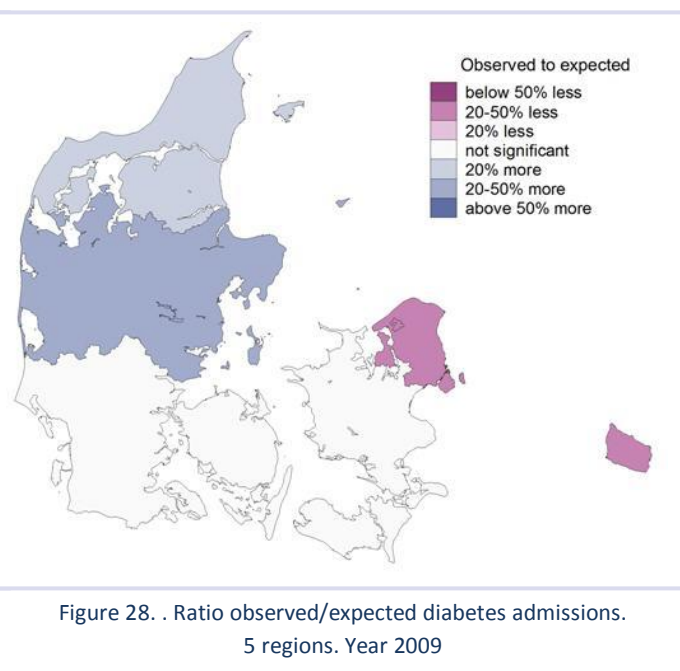 Observed to expected
below 50% less
20-50% less
20% less
not significant
20% more
20-50% more
above 50% more
Figure 28. . Ratio observed/expected diabetes admissions.
5 regions. Year 2009